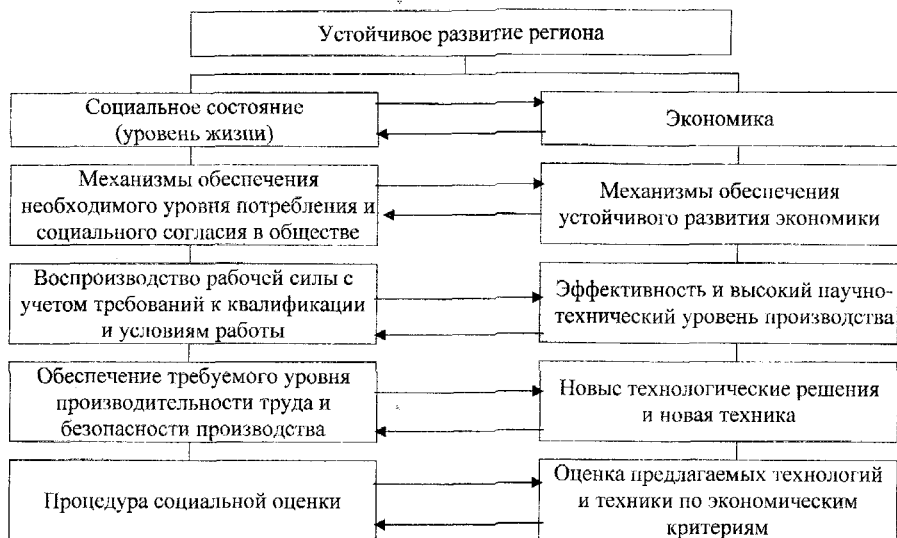 Устойчивое развитие региона
Социальное состояние
(уровень жизни)
Экономика
Механизмы обеспечения
необходимого уровня потребления и
социального согласия в обществе
Механизмы обеспечения
устойчивого развития экономики
Воспроизводство рабочей силы с
учетом требований к квалификации
и условиям работы
Эффективность и высокий научно-
технический уровень производства
Обеспечение требуемого уровня
производительности труда и
безопасности производства
Новые технологические решения
и новая техника
Процедура социальной оценки
Оценка предлагаемых технологий
и техники по экономическим
критериям